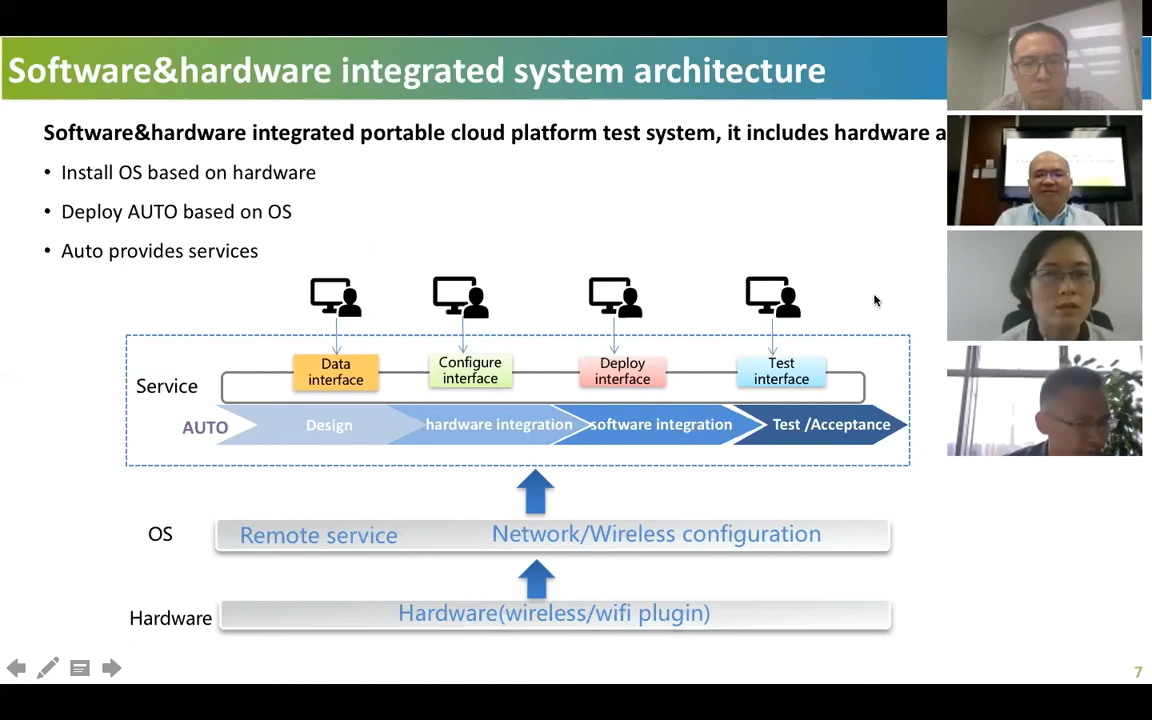 Software&hardware integrated system architecture
Software&hardware integrated portable cloud platform test system, it includes hardware a
• Install OS based on hardware
• Deploy AUTO based on OS
• Auto provides services
Data
interface
Configure
interface
Deploy
interface
Test
interface
Service
AUTO
Design
hardware integration
software integration
Test /Acceptance
OS
Remote service
Network/Wireless configuration
Hardware
Hardware(wireless/wifi plugin)
7